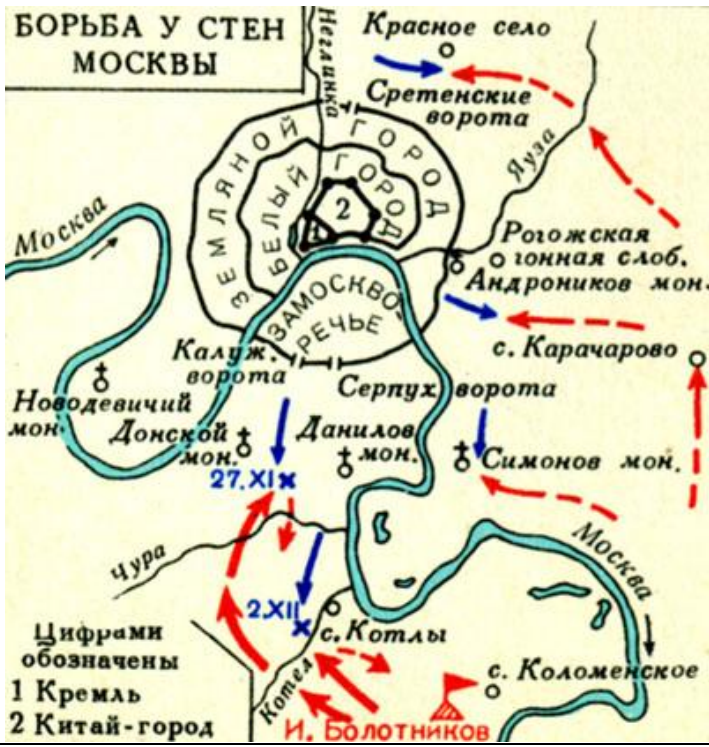 БОРЬБА У СТЕН
МОСКВЫ
Неглинка
Красное село
Сретенские
ворота
Яуза
ЗЕМЛЯНОЙ ГОРОД
БЕЛЫЙ ГОРОД
2
1
Москва
Рогожская
гонная слоб.
Андроников мон.
ЗАМОСКВО-
РЕЧЬЕ
Калуж.
ворота
с. Карачарово
Серпух ворота
Новодевичий
мон.
Донской
мон.
Данилов
мон.
Симонов мон.
27.XI
Москва
Чура
2.XII
с. Котлы
Котел
с. Коломенское
И. Болотников
Цифрами
обозначены
1 Кремль
2 Китай-город